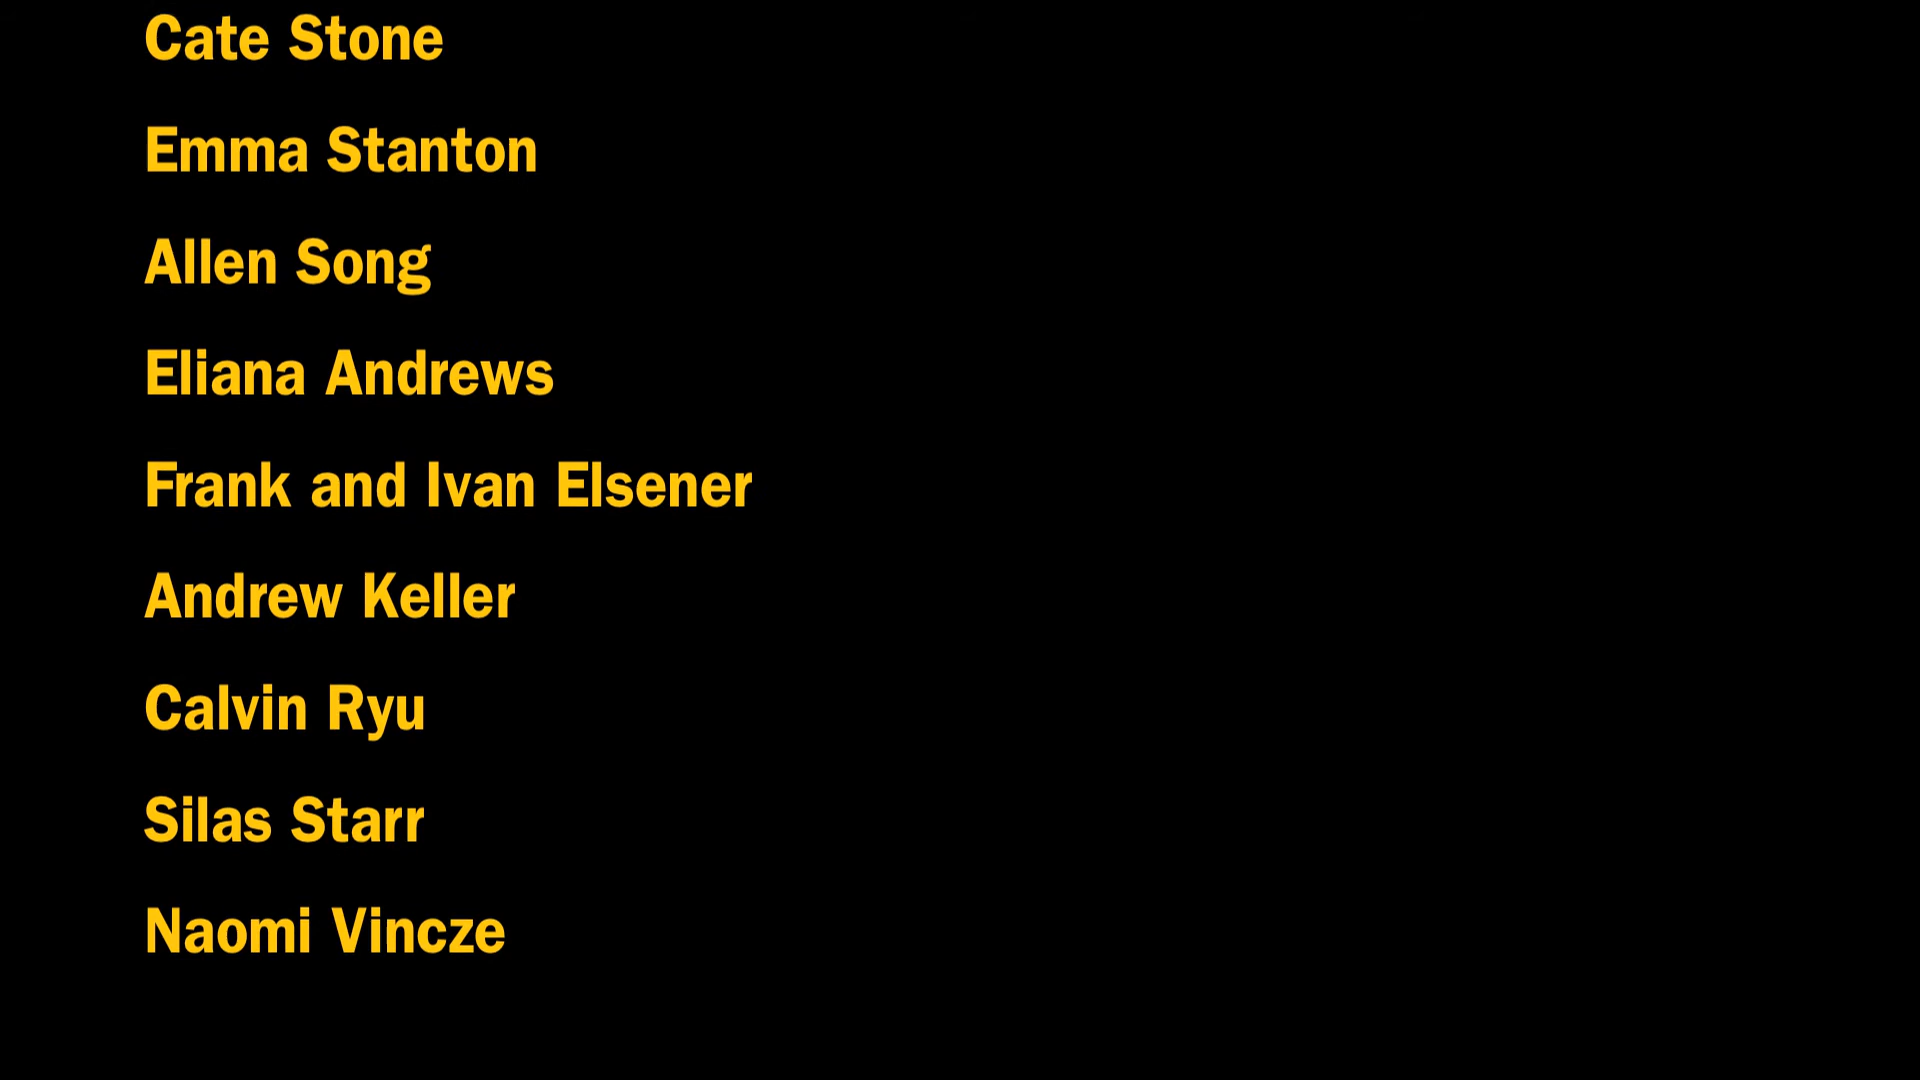 Cate Stone
Emma Stanton
Allen Song
Eliana Andrews
Frank and Ivan Elsener
Andrew Keller
Calvin Ryu
Silas Starr
Naomi Vincze